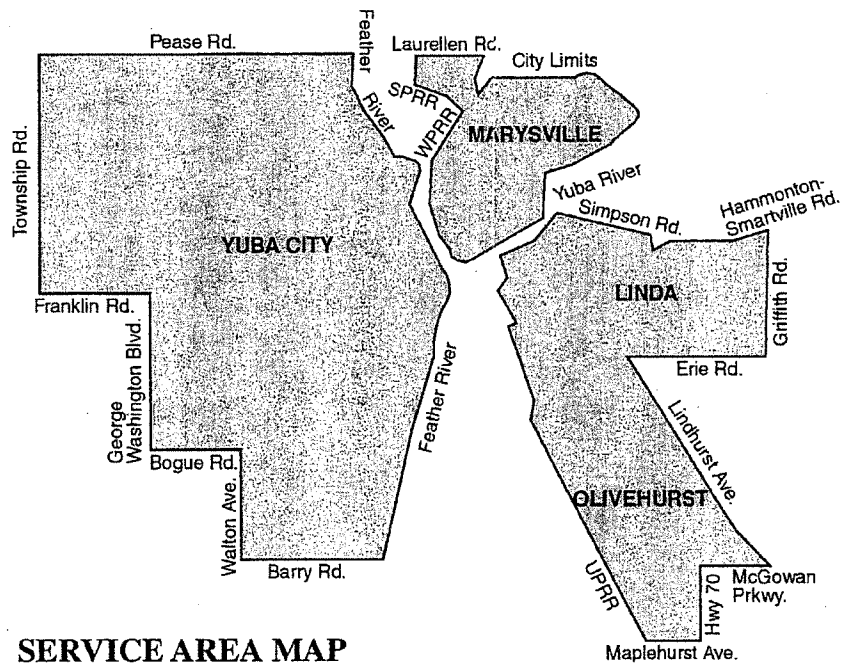 Pease Rd.
Feather
River
Laurellen Rd.
City Limits
SPRR
WPRR
MARYSVILLE
Township Rd.
Yuba River
Simpson Rd.
Hammonton-
Smartville Rd.
YUBA CITY
LINDA
Griffith Rd.
Franklin Rd.
George
Washington Blvd.
Feather River
Erie Rd.
Lindhurst Ave.
Bogue Rd.
Walton Ave.
OLIVEHURST
Barry Rd.
UPRR
Hwy 70
McGowan
Prkwy.
Maplehurst Ave.
SERVICE AREA MAP